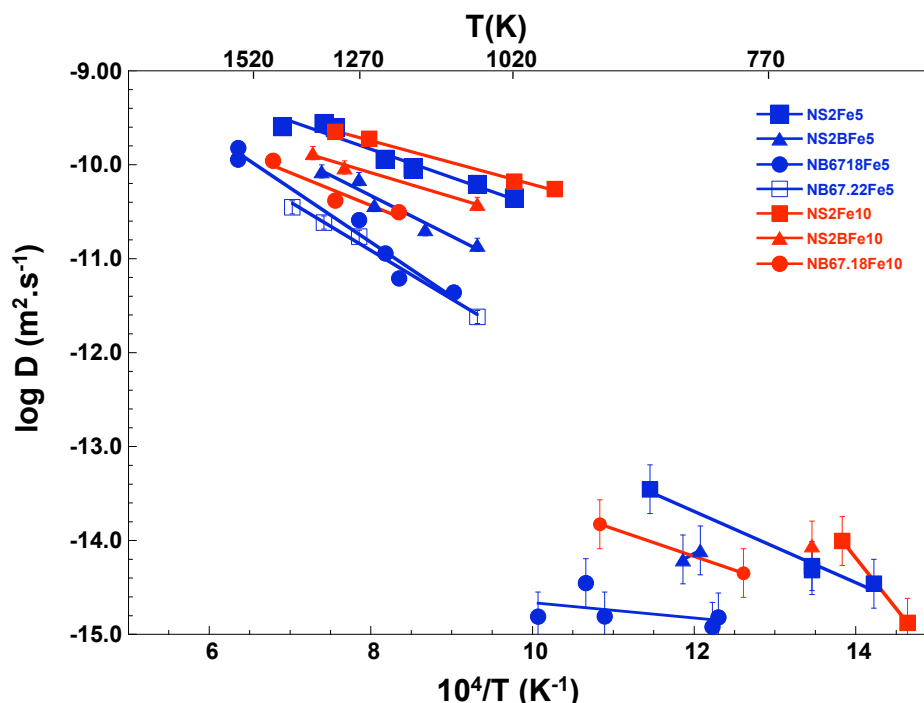 T(K)
1520 1270 1020 770
-9.00
-10.0
-11.0
-12.0
-13.0
-14.0
-15.0
log D (m².s⁻¹)
NS2Fe5
NS2BFe5
NB6718Fe5
NB67.22Fe5
NS2Fe10
NS2BFe10
NB67.18Fe10
6 8 10 12 14
10⁴/T (K⁻¹)